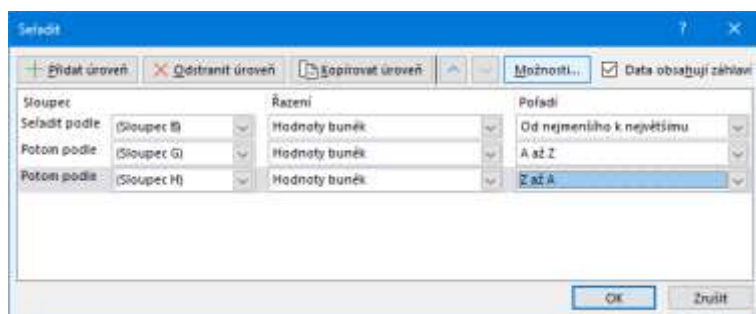 Seřadit ? ×
Přidat úroveň Odstranit úroveň Kopírovat úroveň Možnosti... Data obsahují záhlaví
Sloupec Řazení Pořadí
Seřadit podle (Sloupec B) Hodnoty buněk Od nejmenšího k největšímu
Potom podle (Sloupec G) Hodnoty buněk A až Z
Potom podle (Sloupec H) Hodnoty buněk Z až A
OK Zrušit